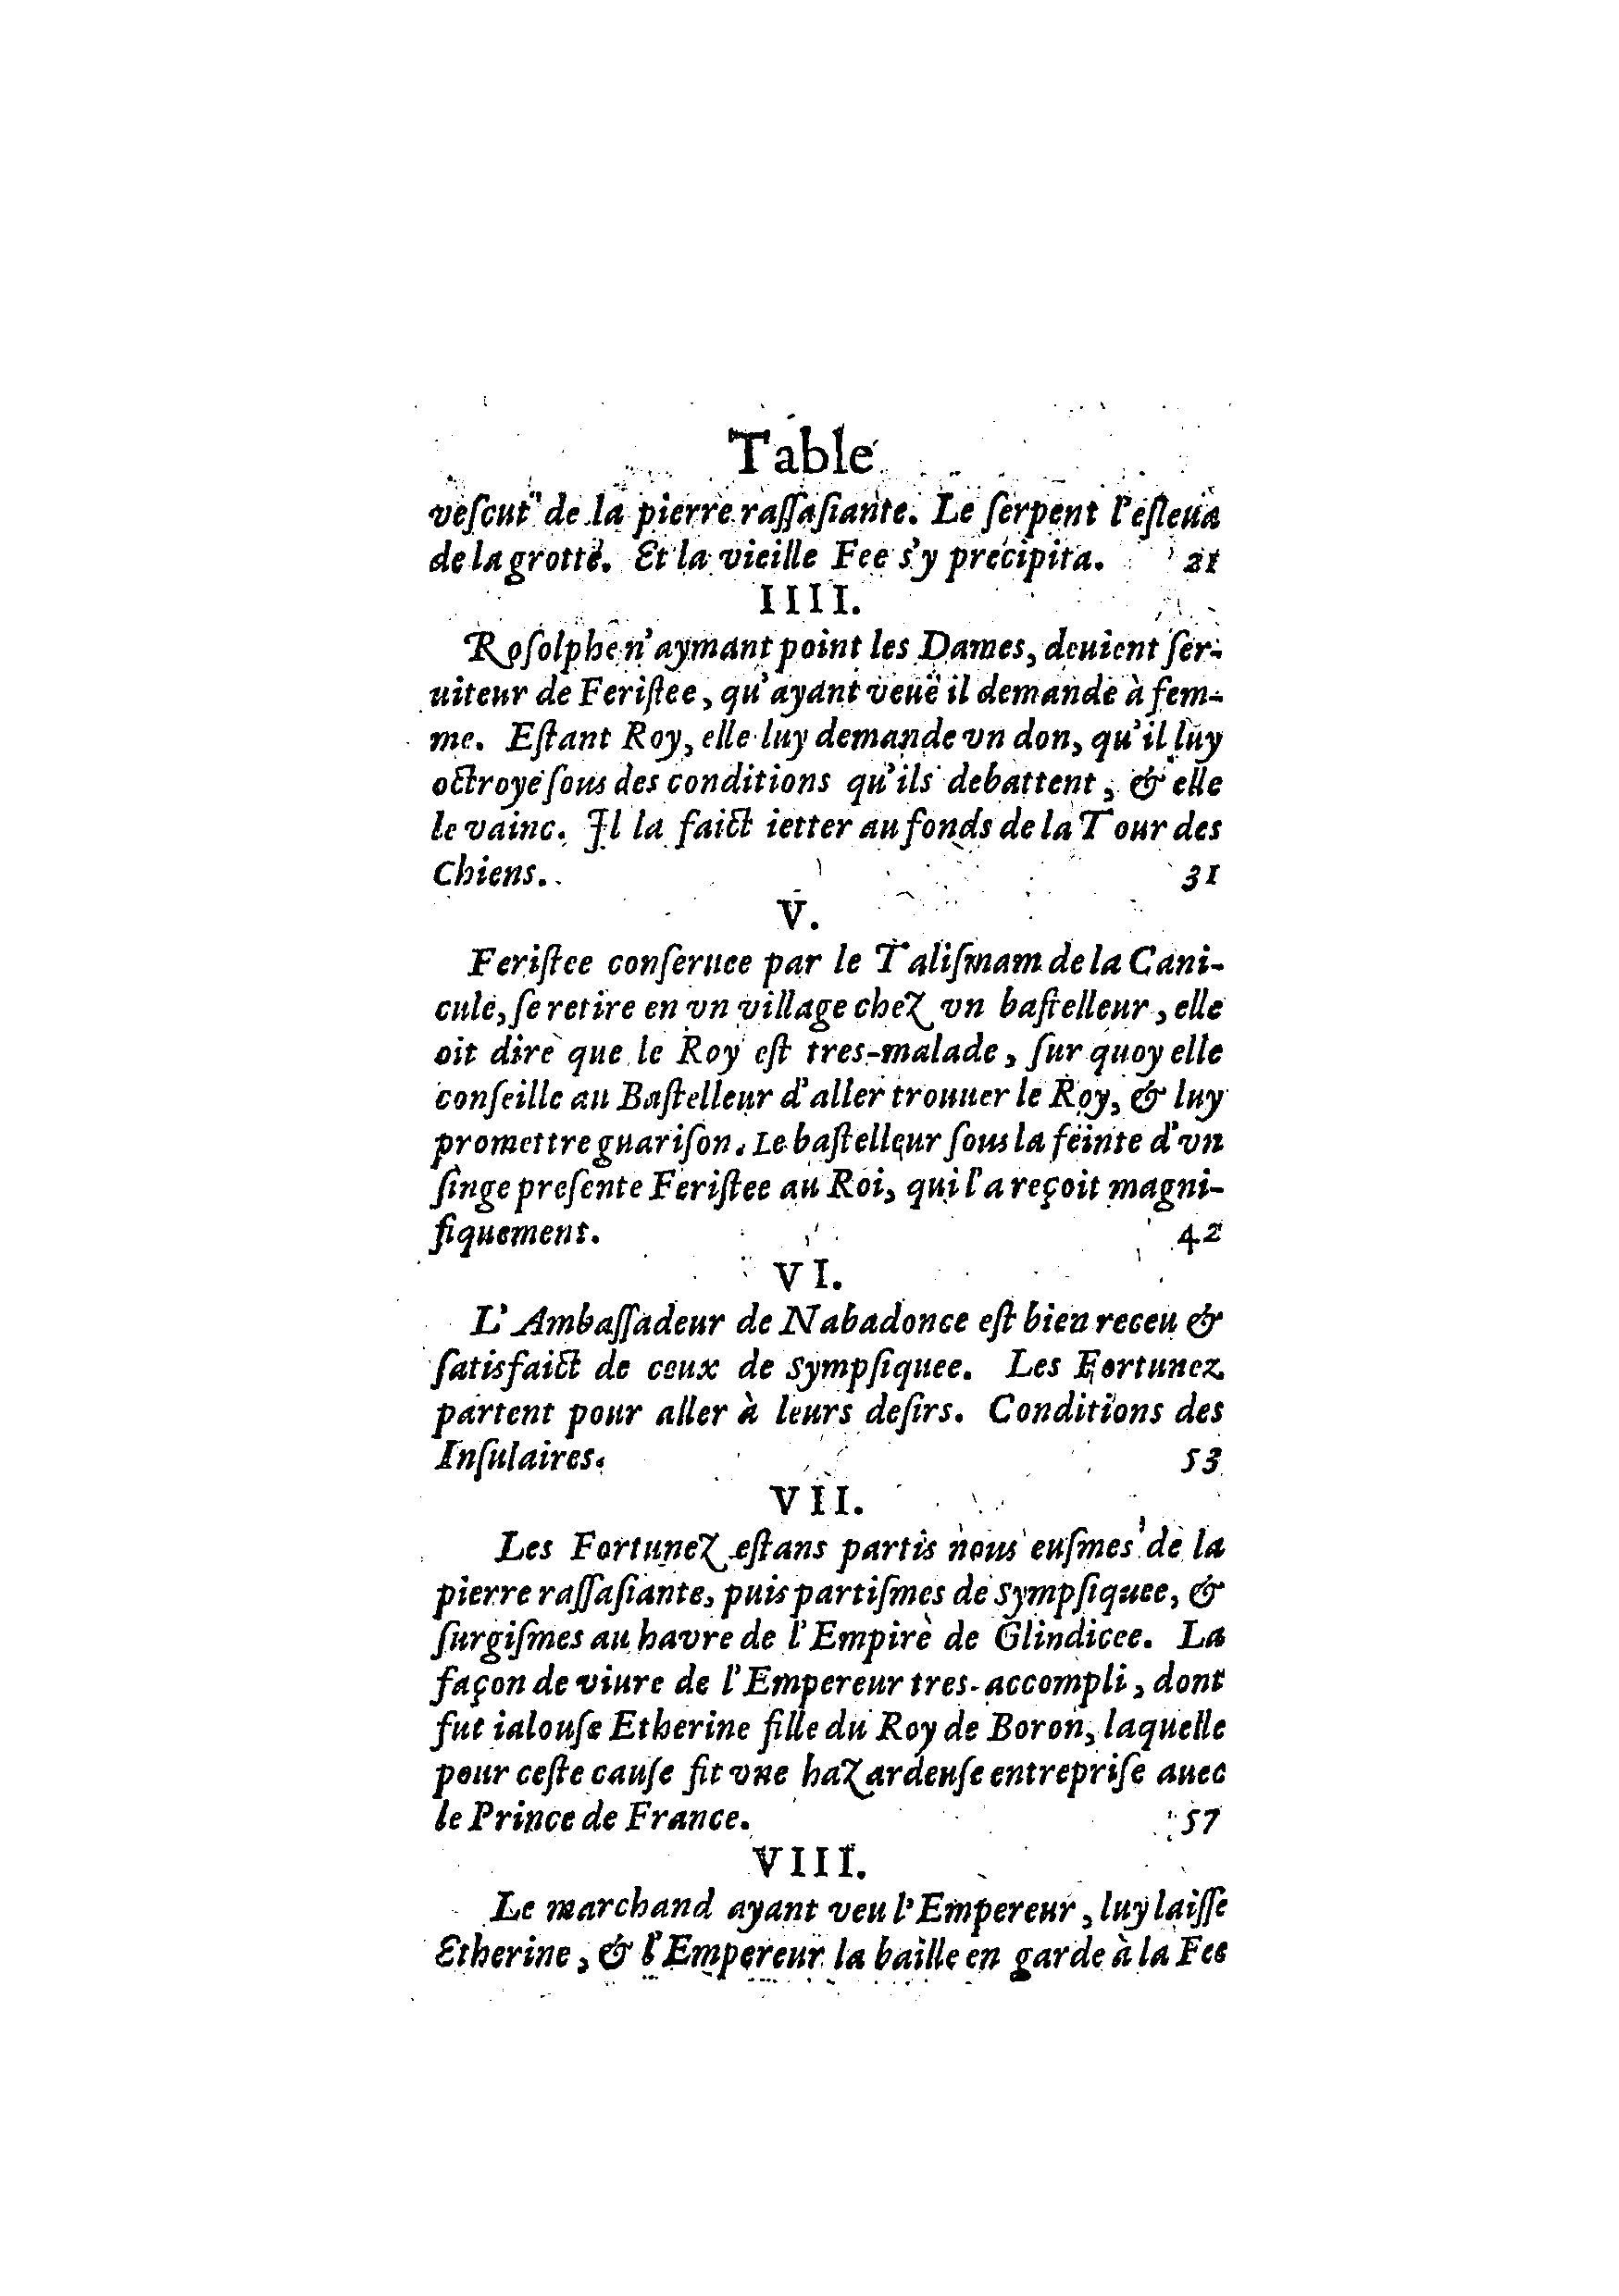 Table
veſcut de la pierre raſſaſiante. Le ſerpent l'eſleua
de la grotte. Et la vieille Fee s'y precipita. 21
IIII.
Roſolphe n'aymant point les Dames, deuient ſer-
uiteur de Feriſtee, qu'ayant veuë il demande à fem-
me. Eſtant Roy, elle luy demande vn don, qu'il luy
octroye ſous des conditions qu'ils debattent, & elle
le vainc. Il la faict ietter au fonds de la Tour des
Chiens. 31
V.
Feriſtee conſeruee par le Taliſmam de la Cani-
cule, ſe retire en vn village chez vn baſtelleur, elle
oit dire que le Roy eſt tres-malade, ſur quoy elle
conſeille au Baſtelleur d'aller trouuer le Roy, & luy
promettre guariſon. Le baſtelleur ſous la feinte d'vn
ſinge preſente Feriſtee au Roi, qui l'a reçoit magni-
fiquement. 42
VI.
L'Ambaſſadeur de Nabadonce eſt bien receu &
ſatisfaict de ceux de Sympſiquee. Les Fortunez
partent pour aller à leurs deſirs. Conditions des
Inſulaires. 53
VII.
Les Fortunez eſtans partis nous euſmes de la
pierre raſſaſiante, puis partiſmes de Sympſiquee, &
ſurgiſmes au havre de l'Empire de Glindicee. La
façon de viure de l'Empereur tres-accompli, dont
fut ialouſe Etherine fille du Roy de Boron, laquelle
pour ceſte cauſe fit vne hazardeuſe entrepriſe auec
le Prince de France. 57
VIII.
Le marchand ayant veu l'Empereur, luy laiſſe
Etherine, & l'Empereur la baille en garde à la Fee